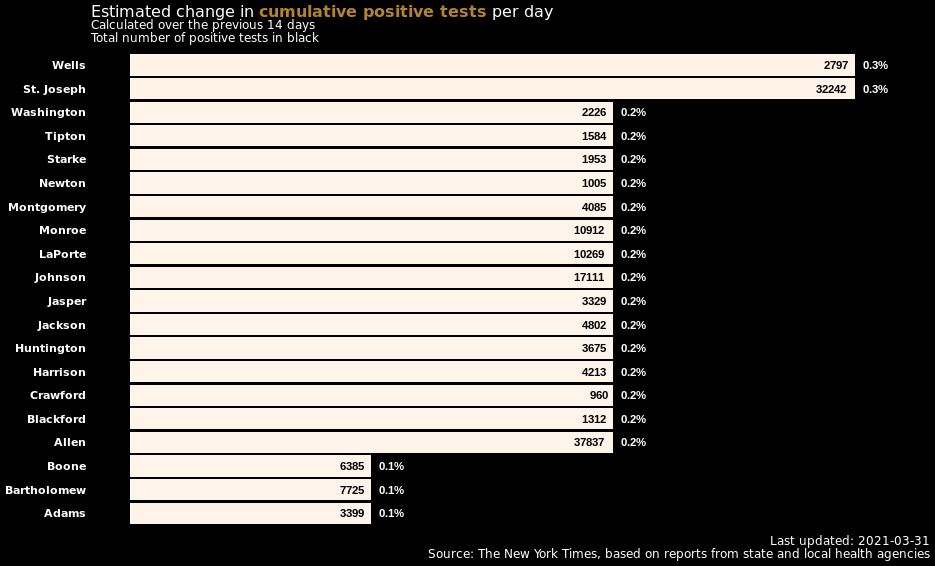 Estimated change in cumulative positive tests per day
Calculated over the previous 14 days
Total number of positive tests in black
Wells 2797 0.3%
St. Joseph 32242 0.3%
Washington 2226 0.2%
Tipton 1584 0.2%
Starke 1953 0.2%
Newton 1005 0.2%
Montgomery 4085 0.2%
Monroe 10912 0.2%
LaPorte 10269 0.2%
Johnson 17111 0.2%
Jasper 3329 0.2%
Jackson 4802 0.2%
Huntington 3675 0.2%
Harrison 4213 0.2%
Crawford 960 0.2%
Blackford 1312 0.2%
Allen 37837 0.2%
Boone 6385 0.1%
Bartholomew 7725 0.1%
Adams 3399 0.1%
Last updated: 2021-03-31
Source: The New York Times, based on reports from state and local health agencies